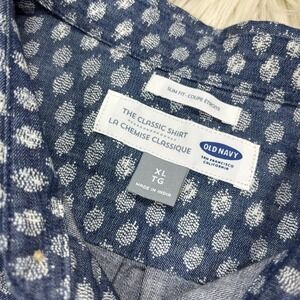 SLIM FIT - COUPE ÉTROITE
THE CLASSIC SHIRT
LA CHEMISE CLASSIQUE
OLD NAVY
SAN FRANCISCO
CALIFORNIA
XL
TG
MADE IN INDIA